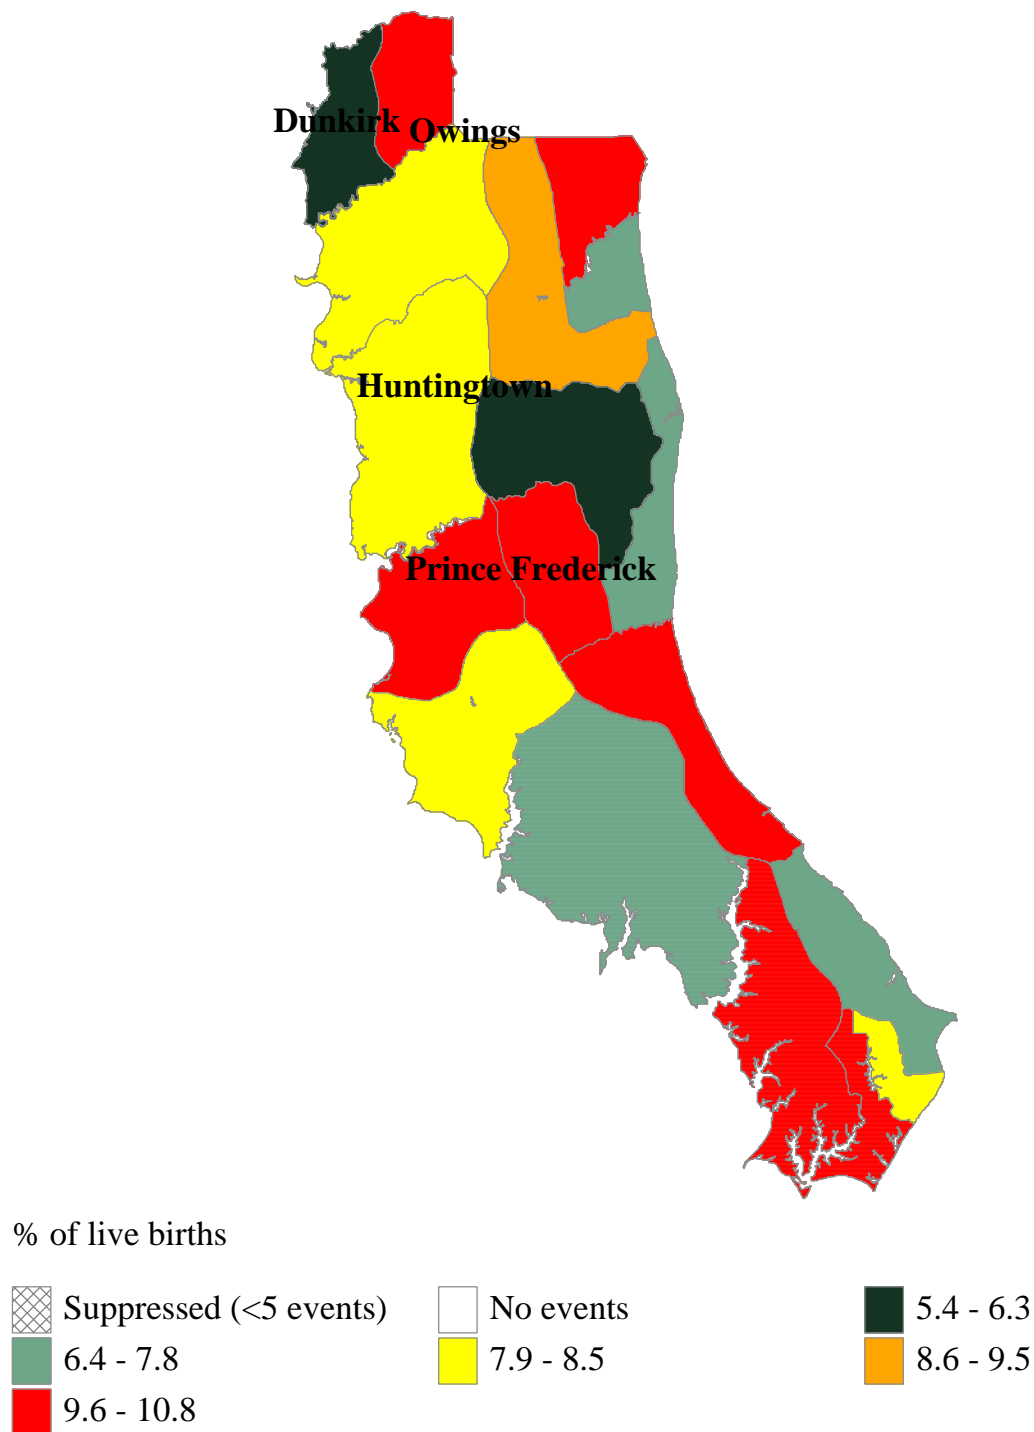 Dunkirk
Owings
Huntingtown
Prince Frederick
% of live births
Suppressed (<5 events)
No events
5.4 - 6.3
6.4 - 7.8
7.9 - 8.5
8.6 - 9.5
9.6 - 10.8